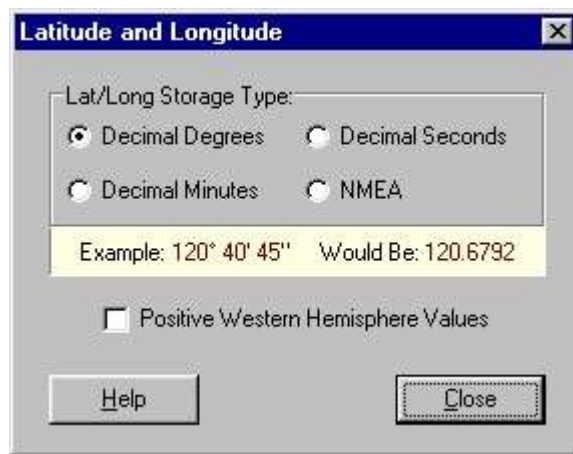 Latitude and Longitude
Lat/Long Storage Type:
Decimal Degrees Decimal Seconds
Decimal Minutes NMEA
Example: 120° 40' 45" Would Be: 120.6792
Positive Western Hemisphere Values
Help Close